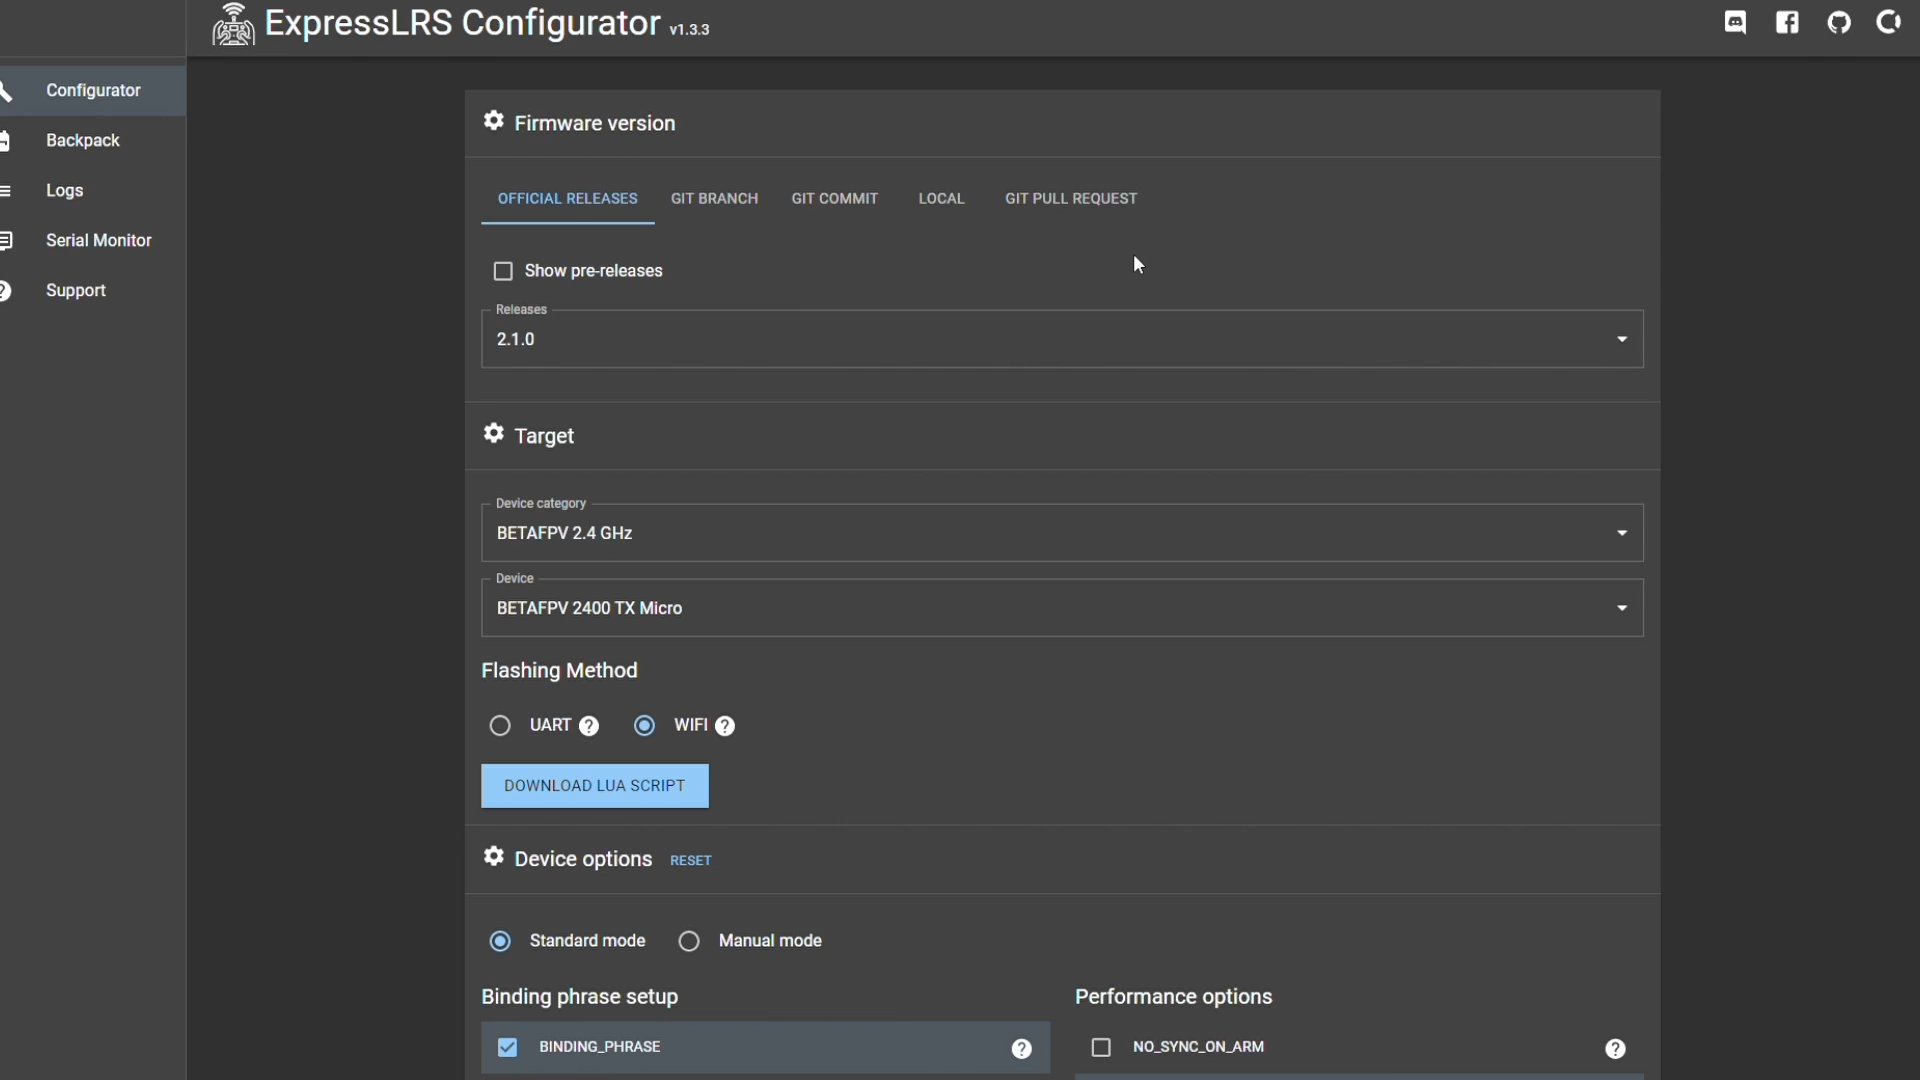 ExpressLRS Configurator v1.3.3
Configurator
Backpack
Logs
Serial Monitor
Support
Firmware version
OFFICIAL RELEASES GIT BRANCH GIT COMMIT LOCAL GIT PULL REQUEST
Show pre-releases
Releases
2.1.0
Target
Device category
BETAFPV 2.4 GHz
Device
BETAFPV 2400 TX Micro
Flashing Method
UART ? WIFI ?
DOWNLOAD LUA SCRIPT
Device options RESET
Standard mode Manual mode
Binding phrase setup
BINDING_PHRASE ?
Performance options
NO_SYNC_ON_ARM ?